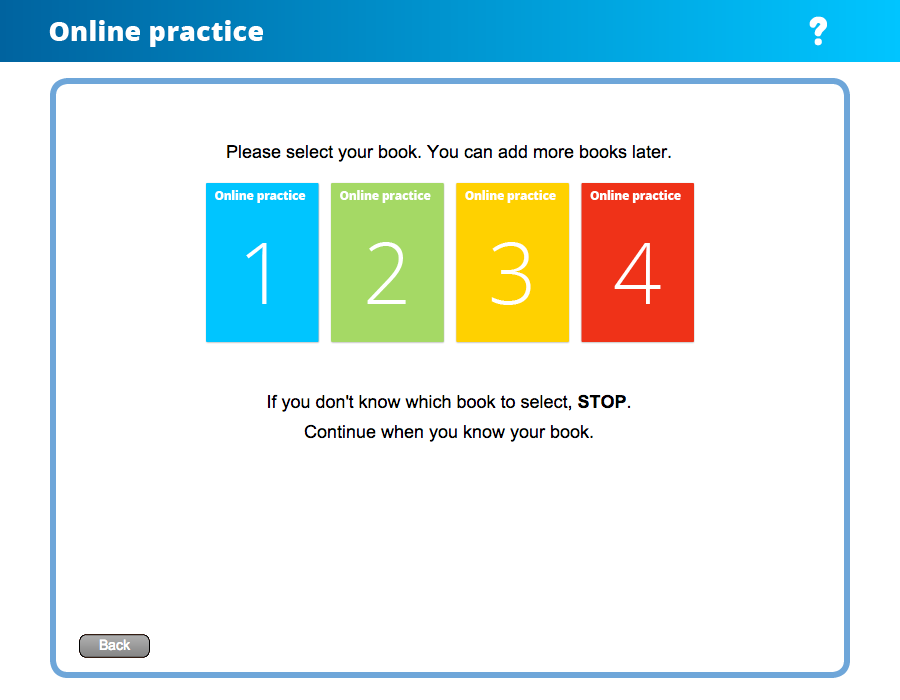 Online practice ?
Please select your book. You can add more books later.
Online practice Online practice Online practice Online practice
1 2 3 4
If you don't know which book to select, STOP.
Continue when you know your book.
Back